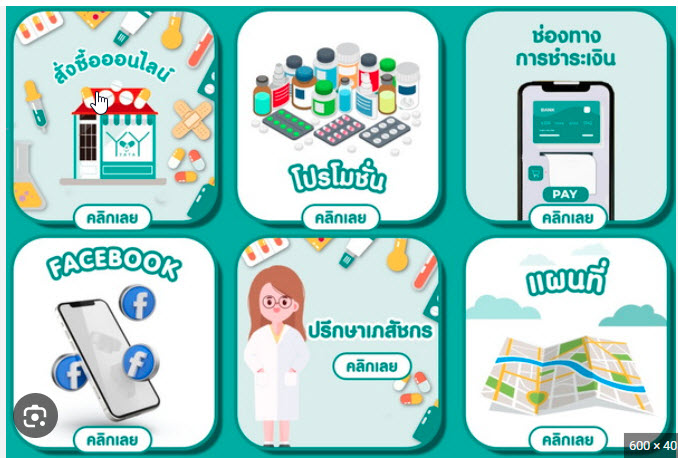 สั่งซื้อออนไลน์
คลิกเลย
โปรโมชั่น
คลิกเลย
ช่องทาง
การชำระเงิน
PAY
คลิกเลย
FACEBOOK
คลิกเลย
ปรึกษาเภสัชกร
คลิกเลย
แผนที่
คลิกเลย
600 × 40